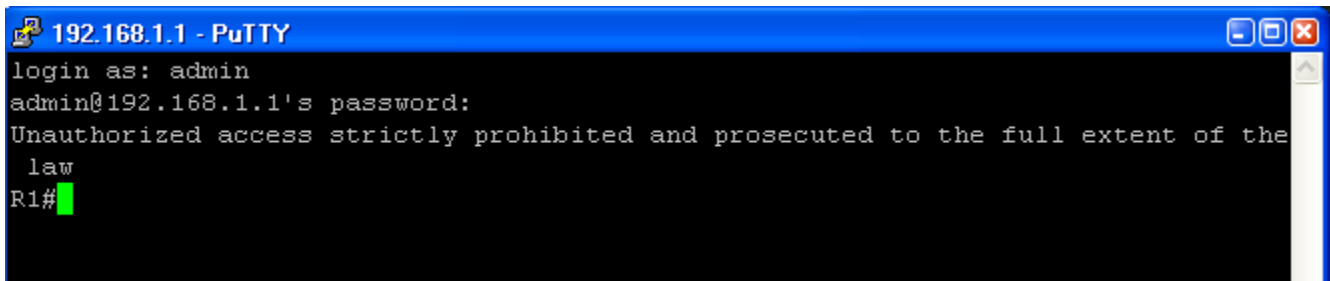 192.168.1.1 - PuTTY
login as: admin
admin@192.168.1.1's password:
Unauthorized access strictly prohibited and prosecuted to the full extent of the
 law
R1#